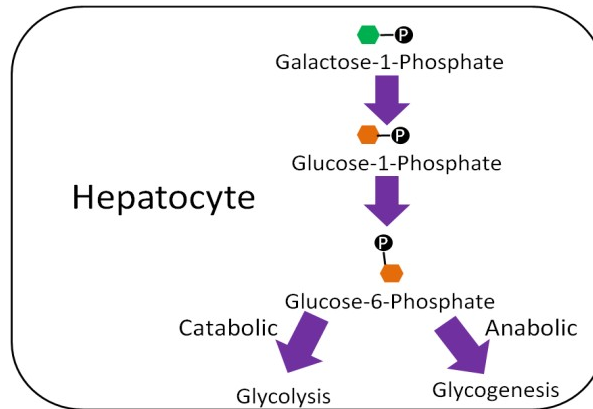 P
Galactose-1-Phosphate
P
Glucose-1-Phosphate
Hepatocyte
P
Glucose-6-Phosphate
Catabolic
Anabolic
Glycolysis
Glycogenesis